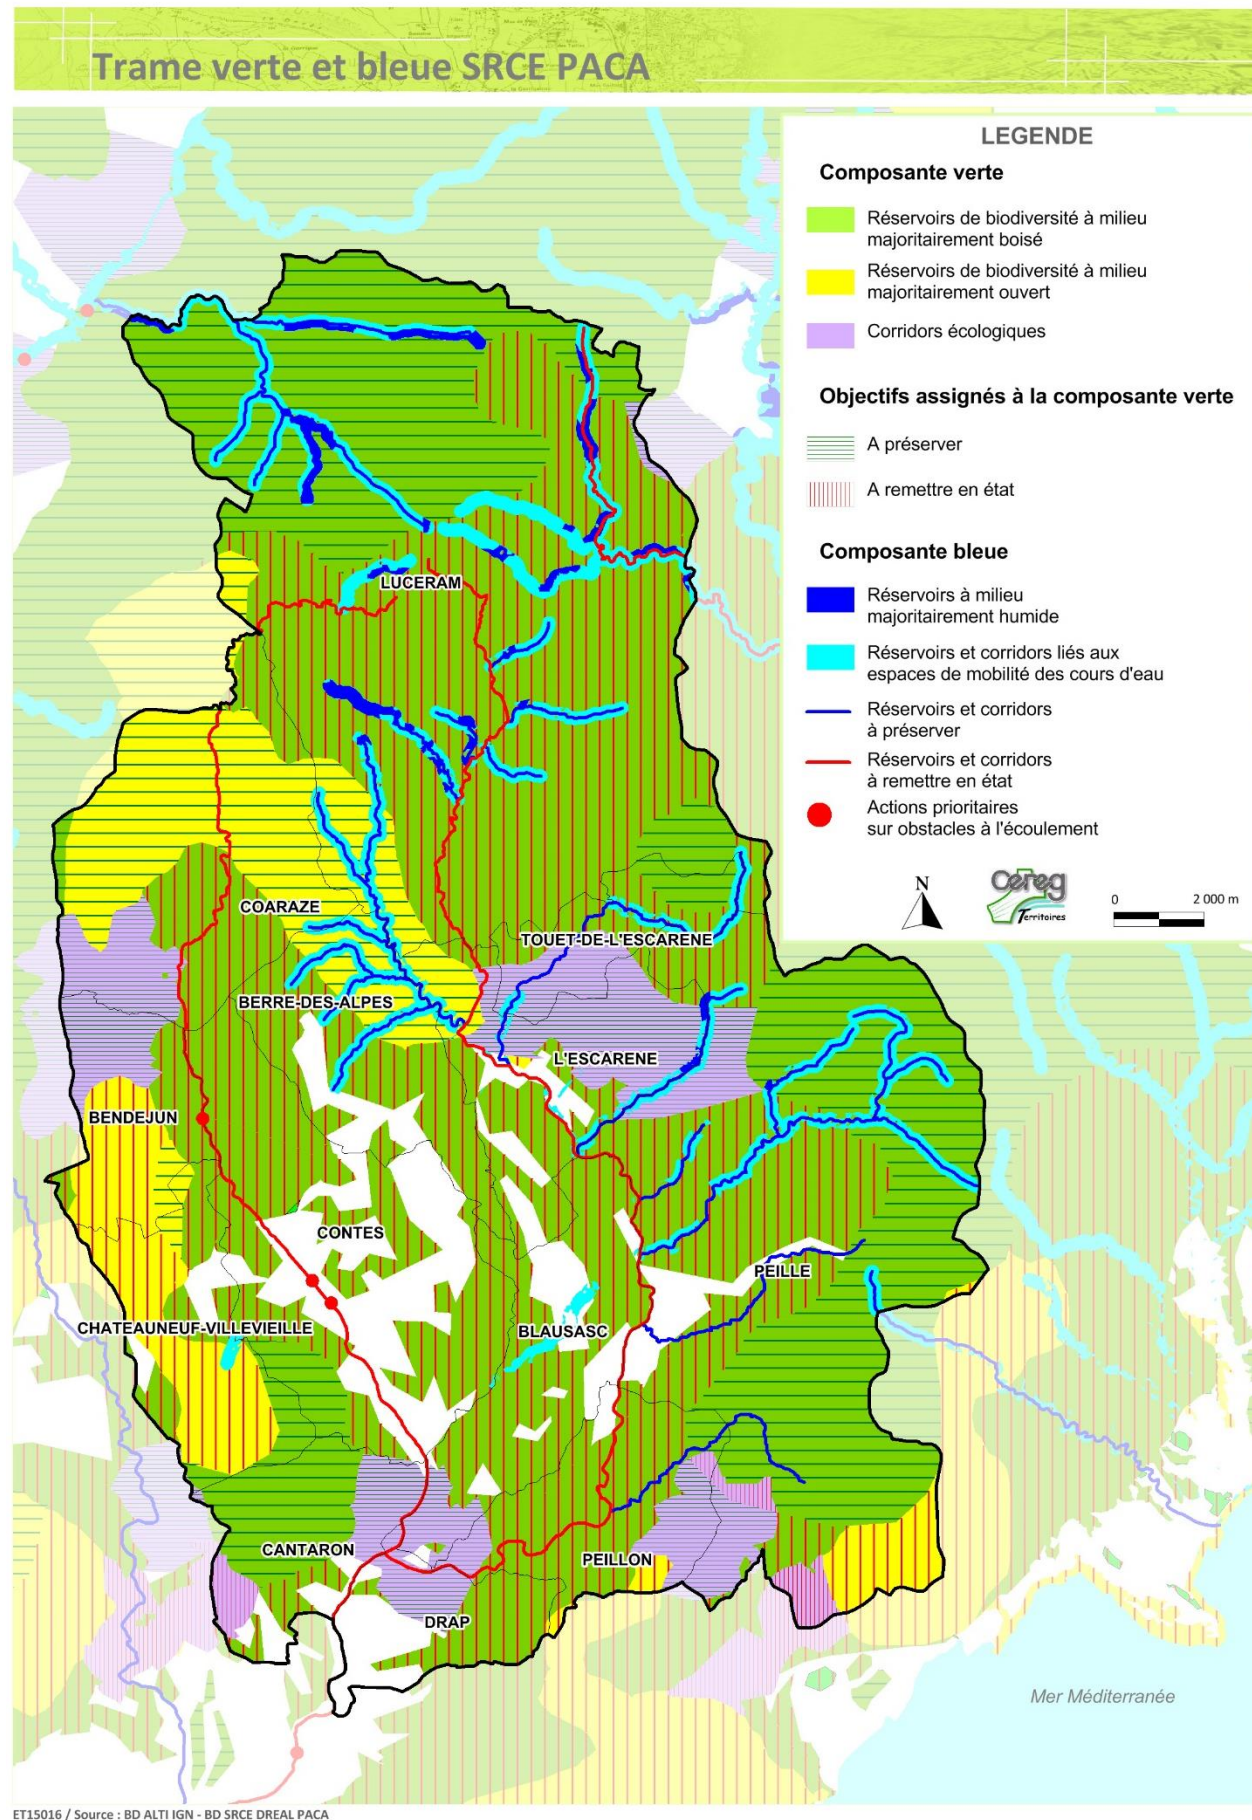 Trame verte et bleue SRCE PACA
LEGENDE
Composante verte
Réservoirs de biodiversité à milieu
majoritairement boisé
Réservoirs de biodiversité à milieu
majoritairement ouvert
Corridors écologiques
Objectifs assignés à la composante verte
A préserver
A remettre en état
Composante bleue
Réservoirs à milieu
majoritairement humide
Réservoirs et corridors liés aux
espaces de mobilité des cours d'eau
Réservoirs et corridors
à préserver
Réservoirs et corridors
à remettre en état
Actions prioritaires
sur obstacles à l'écoulement
N
Cereg
Territoires
0 2 000 m
LUCERAM
COARAZE
TOUET-DE-L'ESCARENE
BERRE-DES-ALPES
L'ESCARENE
BENDEJUN
CONTES
PEILLE
CHATEAUNEUF-VILLEVIEILLE
BLAUSASC
CANTARON
PEILLON
DRAP
Mer Méditerranée
ET15016 / Source : BD ALTI IGN - BD SRCE DREAL PACA